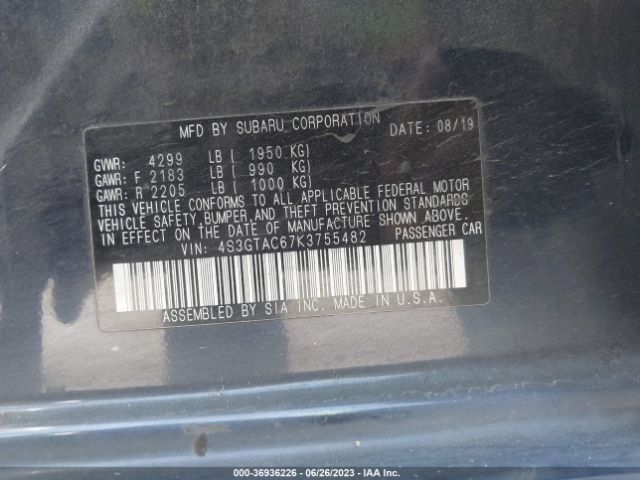 MFD BY SUBARU CORPORATION DATE: 08/19
GVWR: 4299 LB ( 1950 KG)
GAWR: F 2183 LB ( 990 KG)
GAWR: R 2205 LB ( 1000 KG)
THIS VEHICLE CONFORMS TO ALL APPLICABLE FEDERAL MOTOR
VEHICLE SAFETY, BUMPER, AND THEFT PREVENTION STANDARDS
IN EFFECT ON THE DATE OF MANUFACTURE SHOWN ABOVE.
VIN: 4S3GTAC67K3755482 PASSENGER CAR
ASSEMBLED BY SIA INC. MADE IN U.S.A.
000-36936226 - 06/26/2023 - IAA Inc.